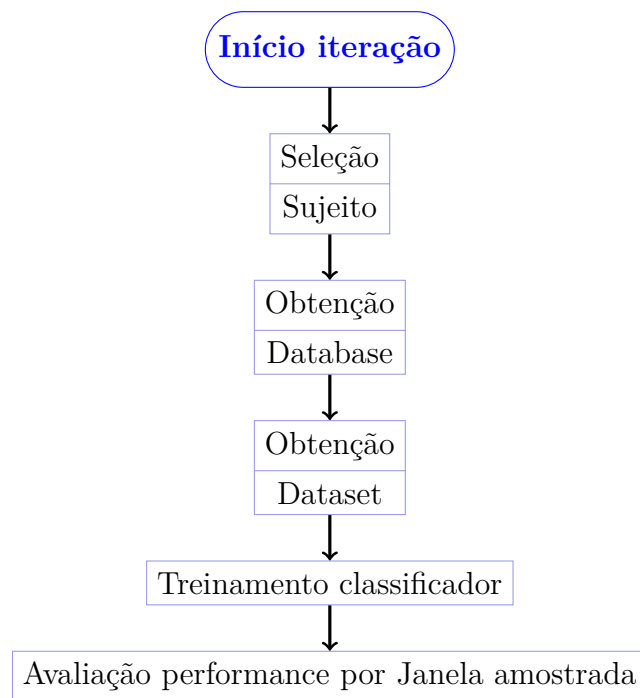 Início iteração
Seleção
Sujeito
Obtenção
Database
Obtenção
Dataset
Treinamento classificador
Avaliação performance por Janela amostrada